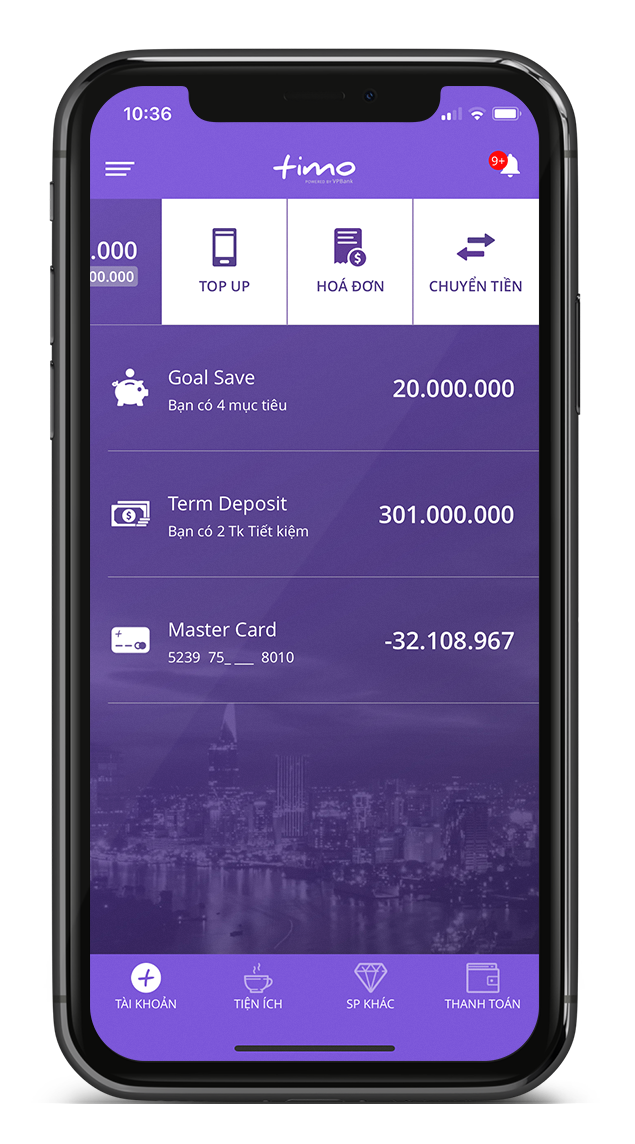 10:36
timo
POWERED BY VPBank
9+
.000
00.000
TOP UP
HOÁ ĐƠN
CHUYỂN TIỀN
Goal Save
20.000.000
Bạn có 4 mục tiêu
Term Deposit
301.000.000
Bạn có 2 Tk Tiết kiệm
Master Card
-32.108.967
5239 75_ __ 8010
TÀI KHOẢN
TIỆN ÍCH
SP KHÁC
THANH TOÁN